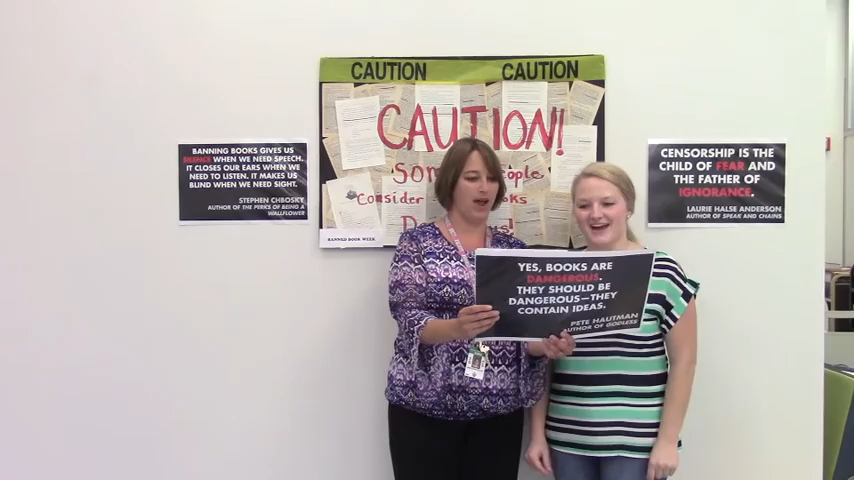 CAUTION CAUTION
CAUTION!
Some People
Consider Books
BANNED BOOK WEEK
BANNING BOOKS GIVES US
SILENCE WHEN WE NEED SPEECH.
IT CLOSES OUR EARS WHEN WE
NEED TO LISTEN. IT MAKES US
BLIND WHEN WE NEED SIGHT.
STEPHEN CHBOSKY
AUTHOR OF THE PERKS OF BEING A
WALLFLOWER
CENSORSHIP IS THE
CHILD OF FEAR AND
THE FATHER OF
IGNORANCE.
LAURIE HALSE ANDERSON
AUTHOR OF SPEAK AND CHAINS
YES, BOOKS ARE
DANGEROUS.
THEY SHOULD BE
DANGEROUS—THEY
CONTAIN IDEAS.
PETE HAUTMAN
AUTHOR OF GODLESS